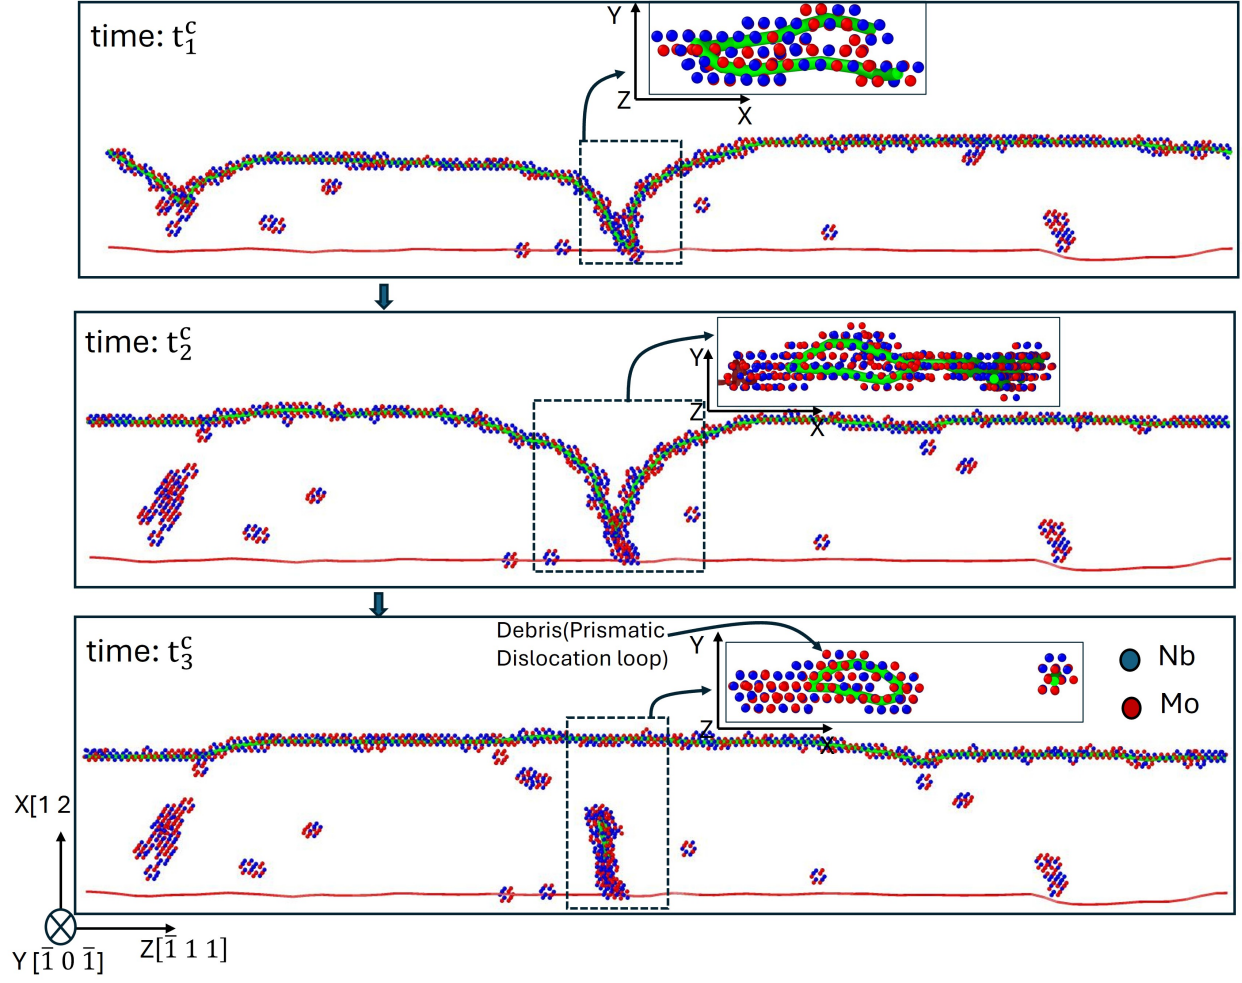 time: t₁ᶜ
Y
Z
X
time: t₂ᶜ
Y
Z
X
time: t₃ᶜ
Debris(Prismatic
Dislocation loop)
Y
Z
X
Nb
Mo
X[1 2
Y [1̅ 0 1̅]
Z[1̅ 1 1]